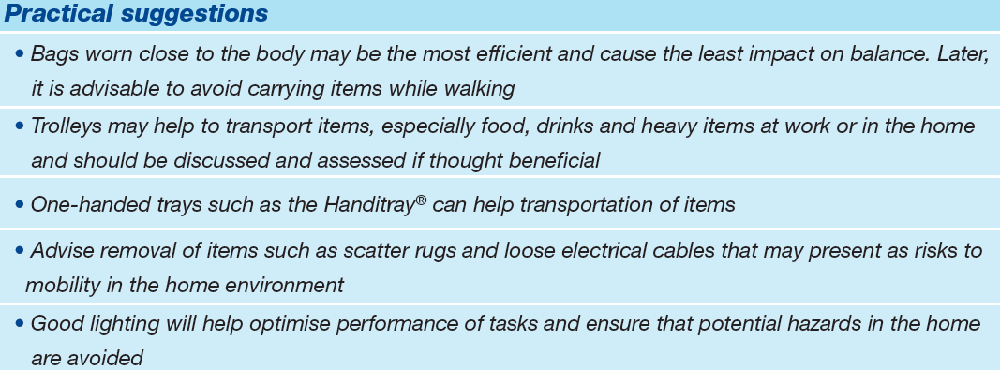 Practical suggestions
• Bags worn close to the body may be the most efficient and cause the least impact on balance. Later,
it is advisable to avoid carrying items while walking
• Trolleys may help to transport items, especially food, drinks and heavy items at work or in the home
and should be discussed and assessed if thought beneficial
• One-handed trays such as the Handitray® can help transportation of items
• Advise removal of items such as scatter rugs and loose electrical cables that may present as risks to
mobility in the home environment
• Good lighting will help optimise performance of tasks and ensure that potential hazards in the home
are avoided